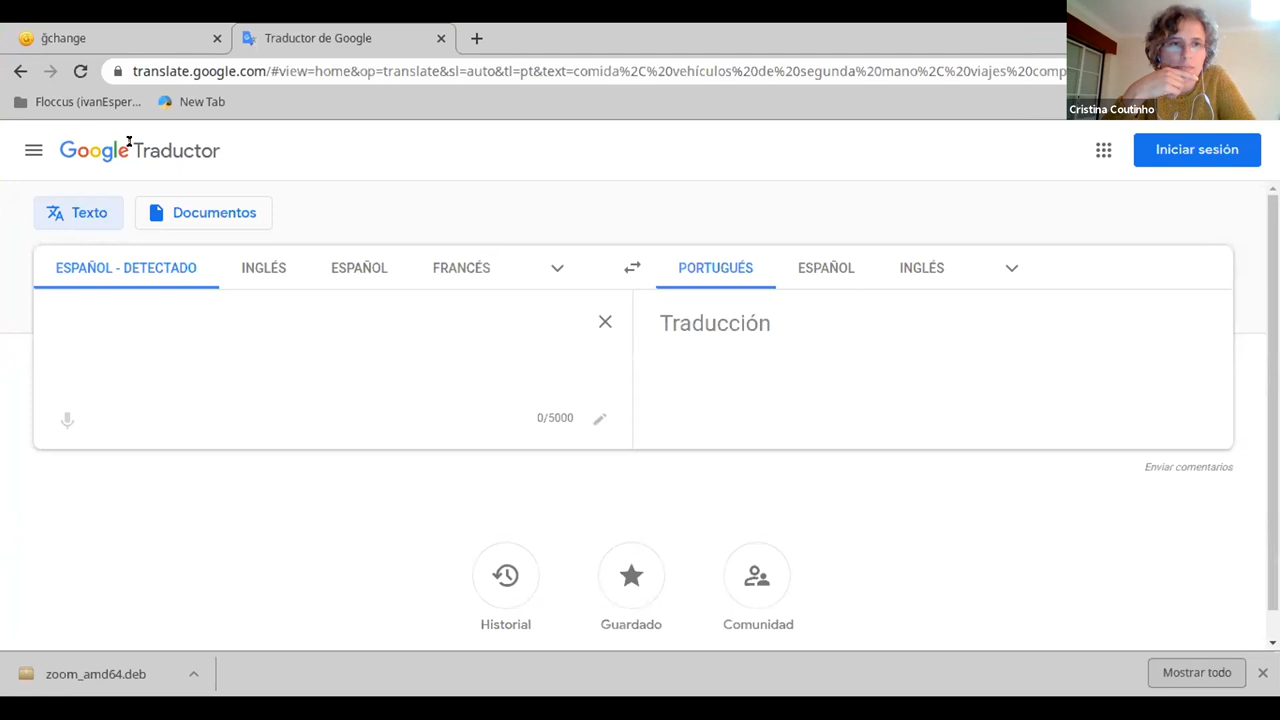 ğchange
Traductor de Google
translate.google.com/#view=home&op=translate&sl=auto&tl=pt&text=comida%2C%20vehículos%20de%20segunda%20mano%2C%20viajes%20comp
Floccus (ivanEsper...
New Tab
Cristina Coutinho
Google Traductor
Iniciar sesión
Texto
Documentos
ESPAÑOL - DETECTADO
INGLÉS
ESPAÑOL
FRANCÉS
PORTUGUÉS
ESPAÑOL
INGLÉS
Traducción
0/5000
Enviar comentarios
Historial
Guardado
Comunidad
zoom_amd64.deb
Mostrar todo